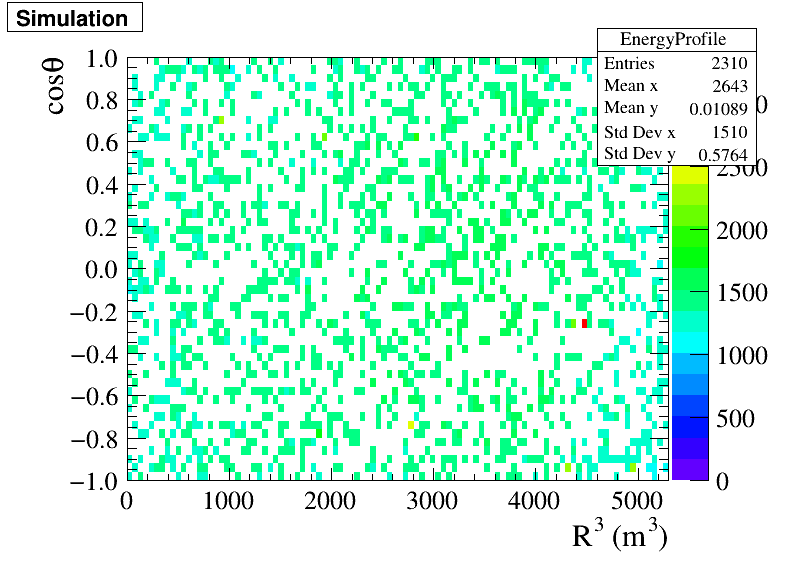 Simulation
EnergyProfile
Entries 2310
Mean x 2643
Mean y 0.01089
Std Dev x 1510
Std Dev y 0.5764
cosθ
1.0
0.8
0.6
0.4
0.2
0.0
−0.2
−0.4
−0.6
−0.8
−1.0
0 1000 2000 3000 4000 5000
R³ (m³)
2000
1500
1000
500
0